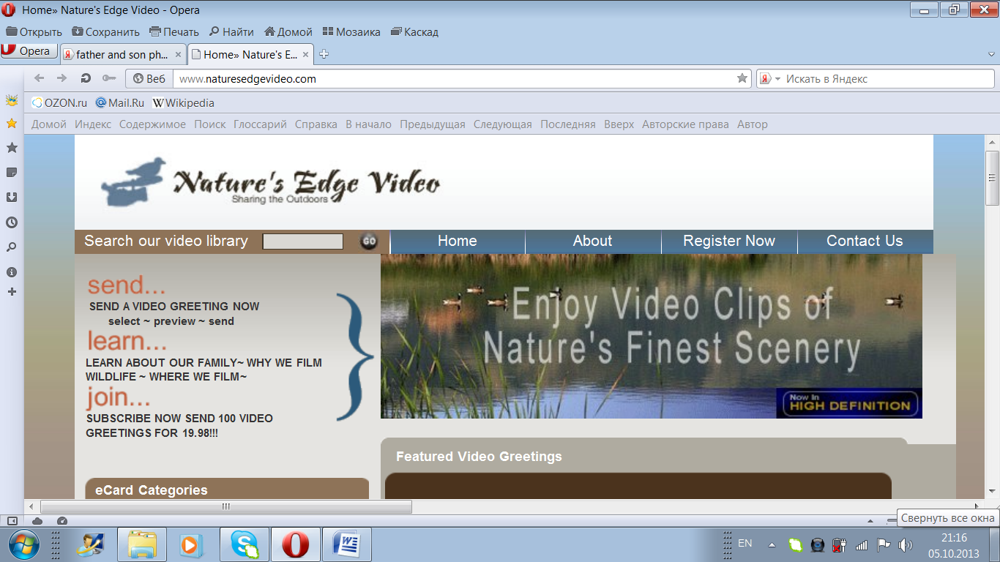 Home» Nature's Edge Video - Opera
Открыть Сохранить Печать Найти Домой Мозаика Каскад
Opera father and son ph... Home» Nature's E...
Веб www.naturesedgevideo.com Искать в Яндекс
OZON.ru Mail.Ru Wikipedia
Домой Индекс Содержимое Поиск Глоссарий Справка В начало Предыдущая Следующая Последняя Вверх Авторские права Автор
Nature's Edge Video
Sharing the Outdoors
Search our video library GO Home About Register Now Contact Us
send...
SEND A VIDEO GREETING NOW
select ~ preview ~ send
learn...
LEARN ABOUT OUR FAMILY~ WHY WE FILM
WILDLIFE ~ WHERE WE FILM~
join...
SUBSCRIBE NOW SEND 100 VIDEO
GREETINGS FOR 19.98!!!
Enjoy Video Clips of
Nature's Finest Scenery
Now In
HIGH DEFINITION
Featured Video Greetings
eCard Categories
Свернуть все окна
EN 21:16
05.10.2013